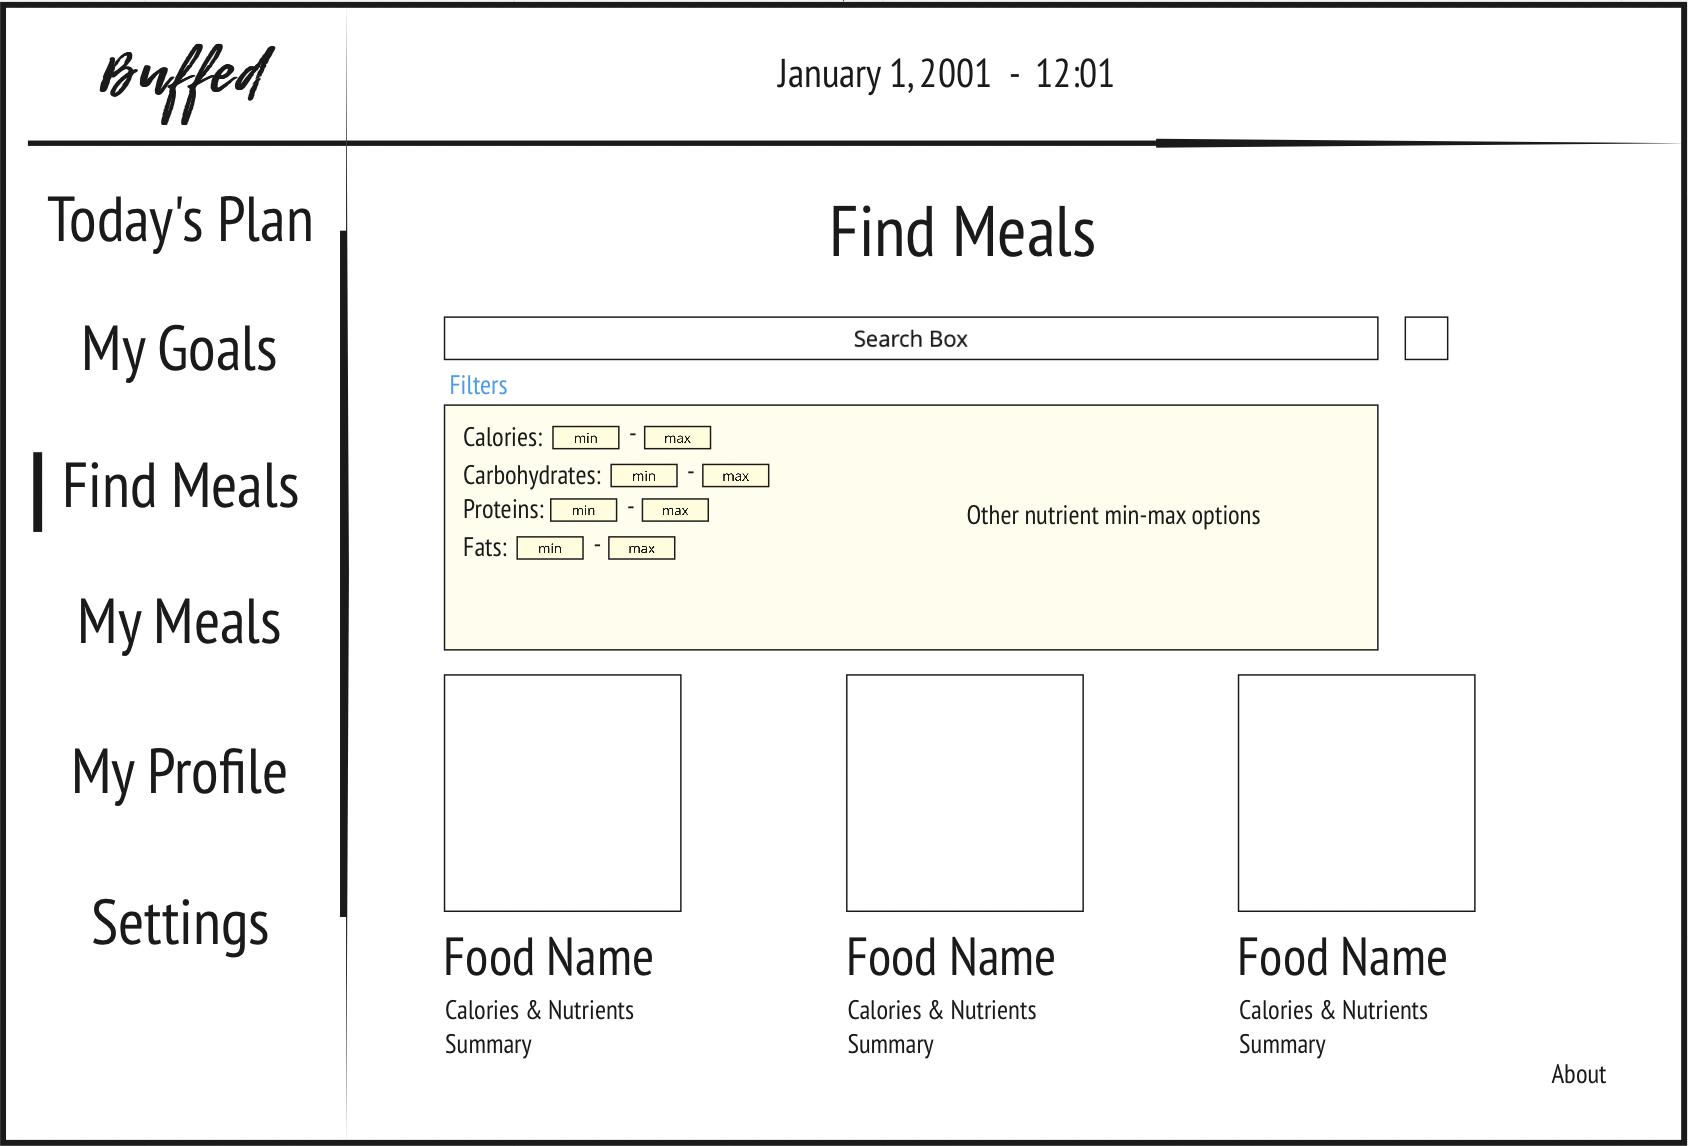 Buffed
January 1, 2001 - 12:01
Today's Plan
My Goals
Find Meals
My Meals
My Profile
Settings
Find Meals
Search Box
Filters
Calories: min - max
Carbohydrates: min - max
Proteins: min - max
Fats: min - max
Other nutrient min-max options
Food Name
Calories & Nutrients
Summary
Food Name
Calories & Nutrients
Summary
Food Name
Calories & Nutrients
Summary
About